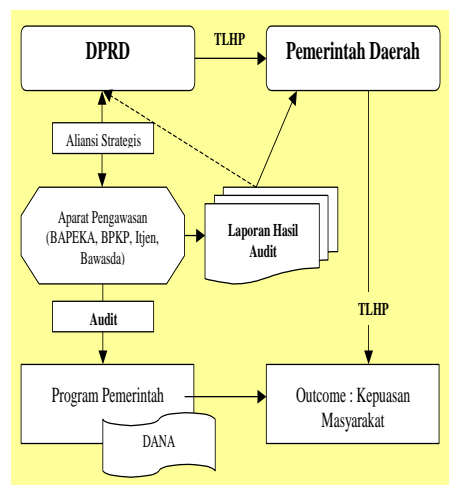 DPRD
TLHP
Pemerintah Daerah
Aliansi Strategis
Aparat Pengawasan
(BAPEKA, BPKP, Itjen,
Bawasda)
Laporan Hasil
Audit
Audit
TLHP
Program Pemerintah
DANA
Outcome : Kepuasan
Masyarakat